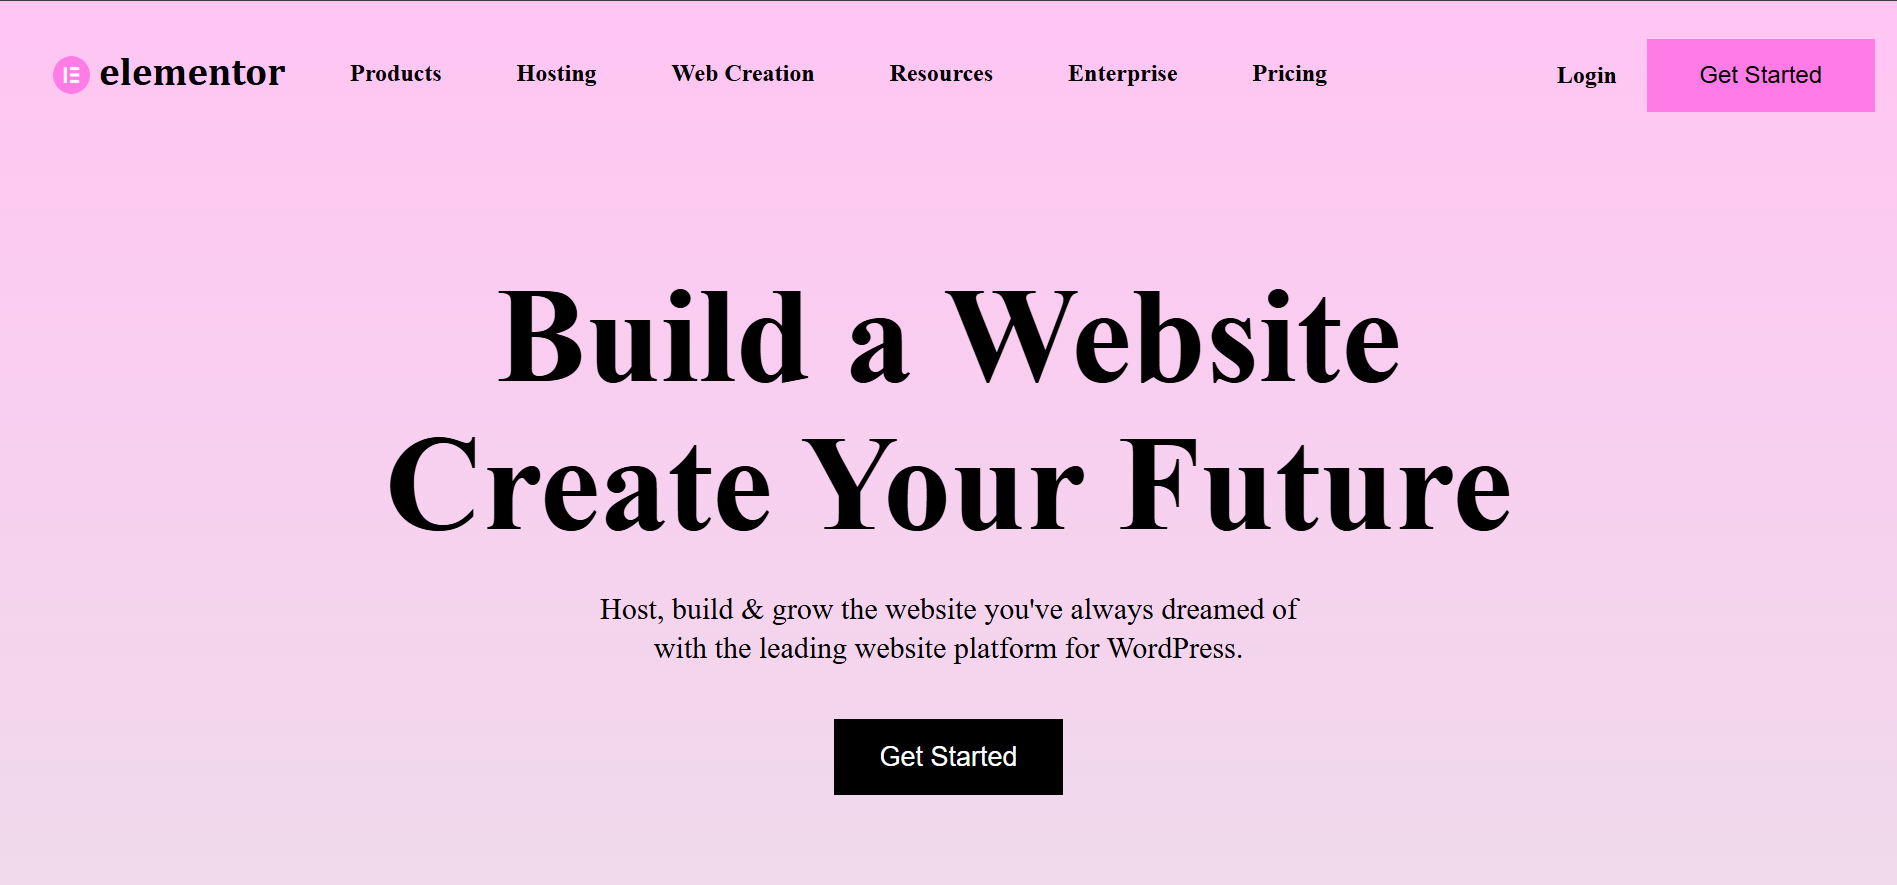 elementor Products Hosting Web Creation Resources Enterprise Pricing Login Get Started
Build a Website
Create Your Future
Host, build & grow the website you've always dreamed of
with the leading website platform for WordPress.
Get Started